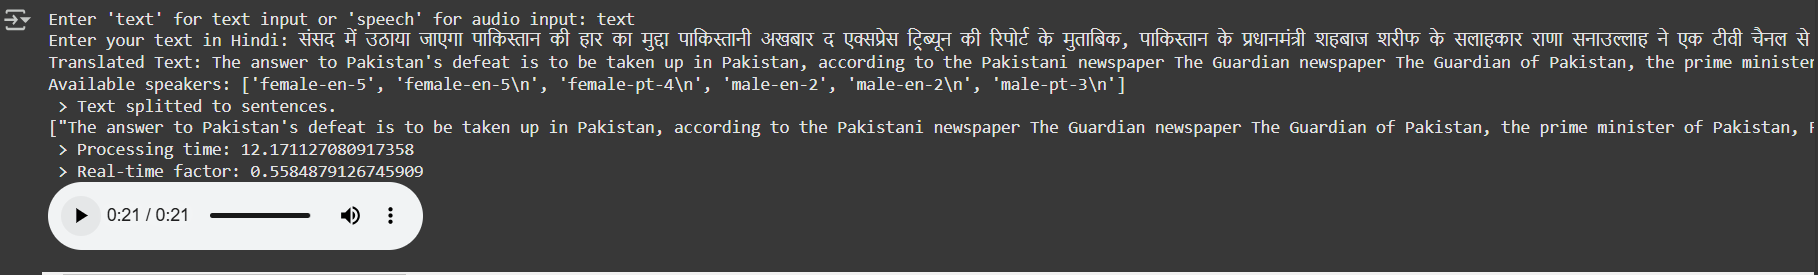 Enter 'text' for text input or 'speech' for audio input: text
Enter your text in Hindi: संसद में उठाया जाएगा पाकिस्तान की हार का मुद्दा पाकिस्तानी अखबार द एक्सप्रेस ट्रिब्यून की रिपोर्ट के मुताबिक, पाकिस्तान के प्रधानमंत्री शहबाज शरीफ के सलाहकार राणा सनाउल्लाह ने एक टीवी चैनल से
Translated Text: The answer to Pakistan's defeat is to be taken up in Pakistan, according to the Pakistani newspaper The Guardian newspaper The Guardian of Pakistan, the prime minister
Available speakers: ['female-en-5', 'female-en-5\n', 'female-pt-4\n', 'male-en-2', 'male-en-2\n', 'male-pt-3\n']
> Text splitted to sentences.
["The answer to Pakistan's defeat is to be taken up in Pakistan, according to the Pakistani newspaper The Guardian newspaper The Guardian of Pakistan, the prime minister of Pakistan,
> Processing time: 12.171127080917358
> Real-time factor: 0.5584879126745909
0:21 / 0:21